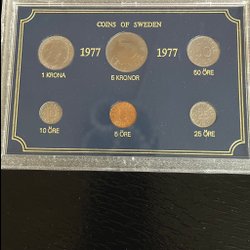 COINS OF SWEDEN
1977 1977
1 KRONA 5 KRONOR 50 ÖRE
10 ÖRE 5 ÖRE 25 ÖRE